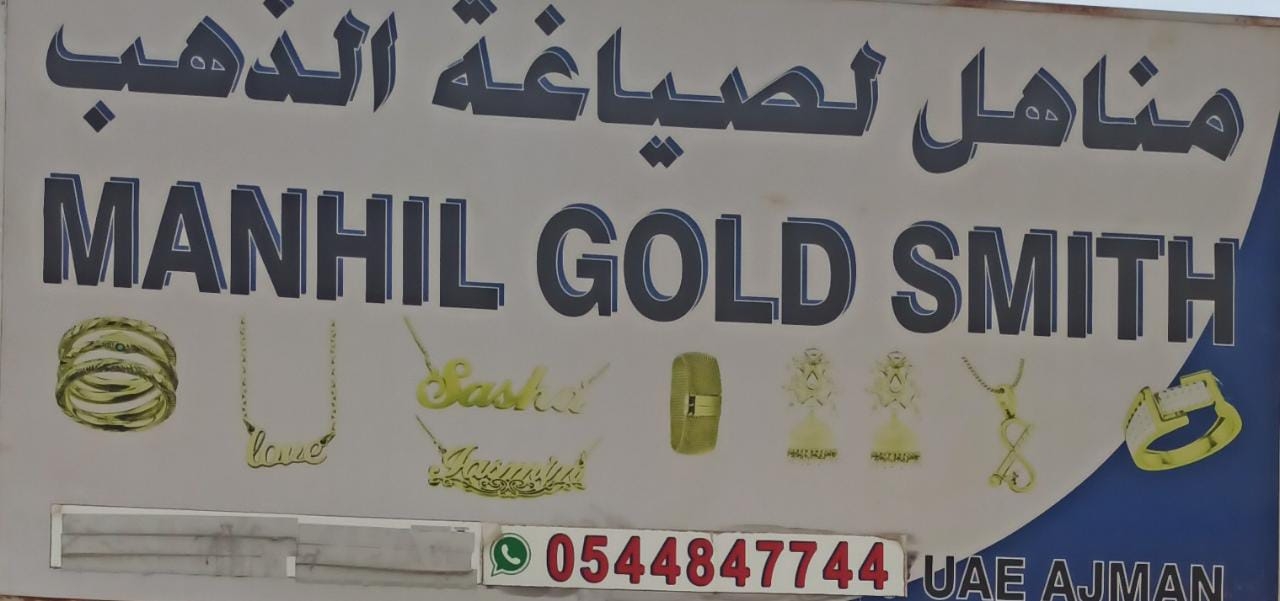 مناهل لصياغة الذهب
MANHIL GOLD SMITH
love
Sasha
Jasmin
0544847744
UAE AJMAN